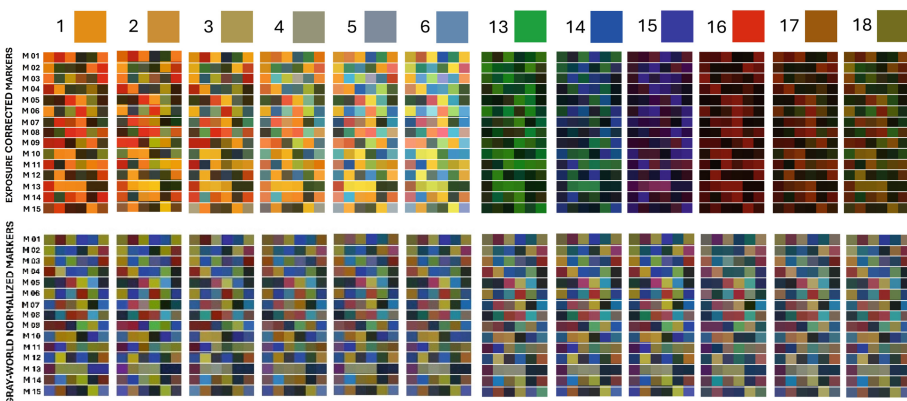 1 2 3 4 5 6 13 14 15 16 17 18
EXPOSURE CORRECTED MARKERS
M 01
M 02
M 03
M 04
M 05
M 06
M 07
M 08
M 09
M 10
M 11
M 12
M 13
M 14
M 15
GRAY-WORLD NORMALIZED MARKERS
M 01
M 02
M 03
M 04
M 05
M 06
M 07
M 08
M 09
M 10
M 11
M 12
M 13
M 14
M 15